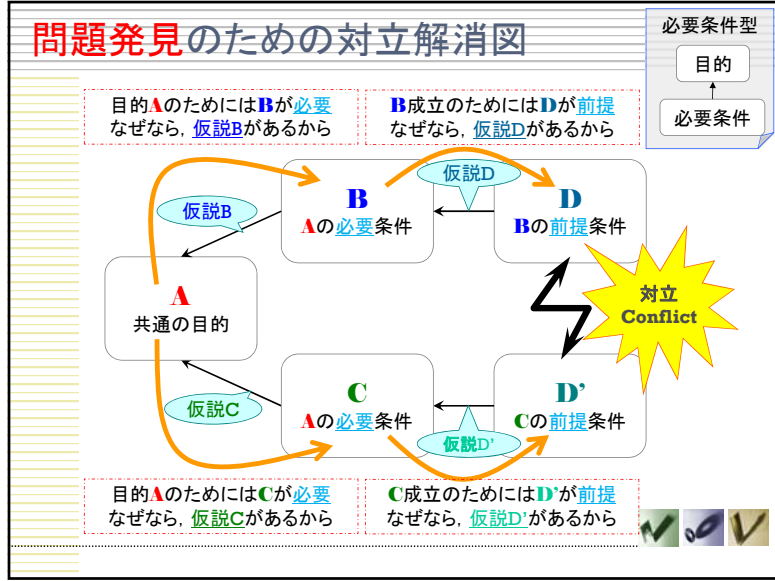 問題発見のための対立解消図
必要条件型
目的
必要条件
目的AのためにはBが必要
なぜなら, 仮説Bがあるから
B成立のためにはDが前提
なぜなら, 仮説Dがあるから
仮説B
B
Aの必要条件
仮説D
D
Bの前提条件
A
共通の目的
対立
Conflict
仮説C
C
Aの必要条件
仮説D'
D’
Cの前提条件
目的AのためにはCが必要
なぜなら, 仮説Cがあるから
C成立のためにはD’が前提
なぜなら, 仮説D'があるから